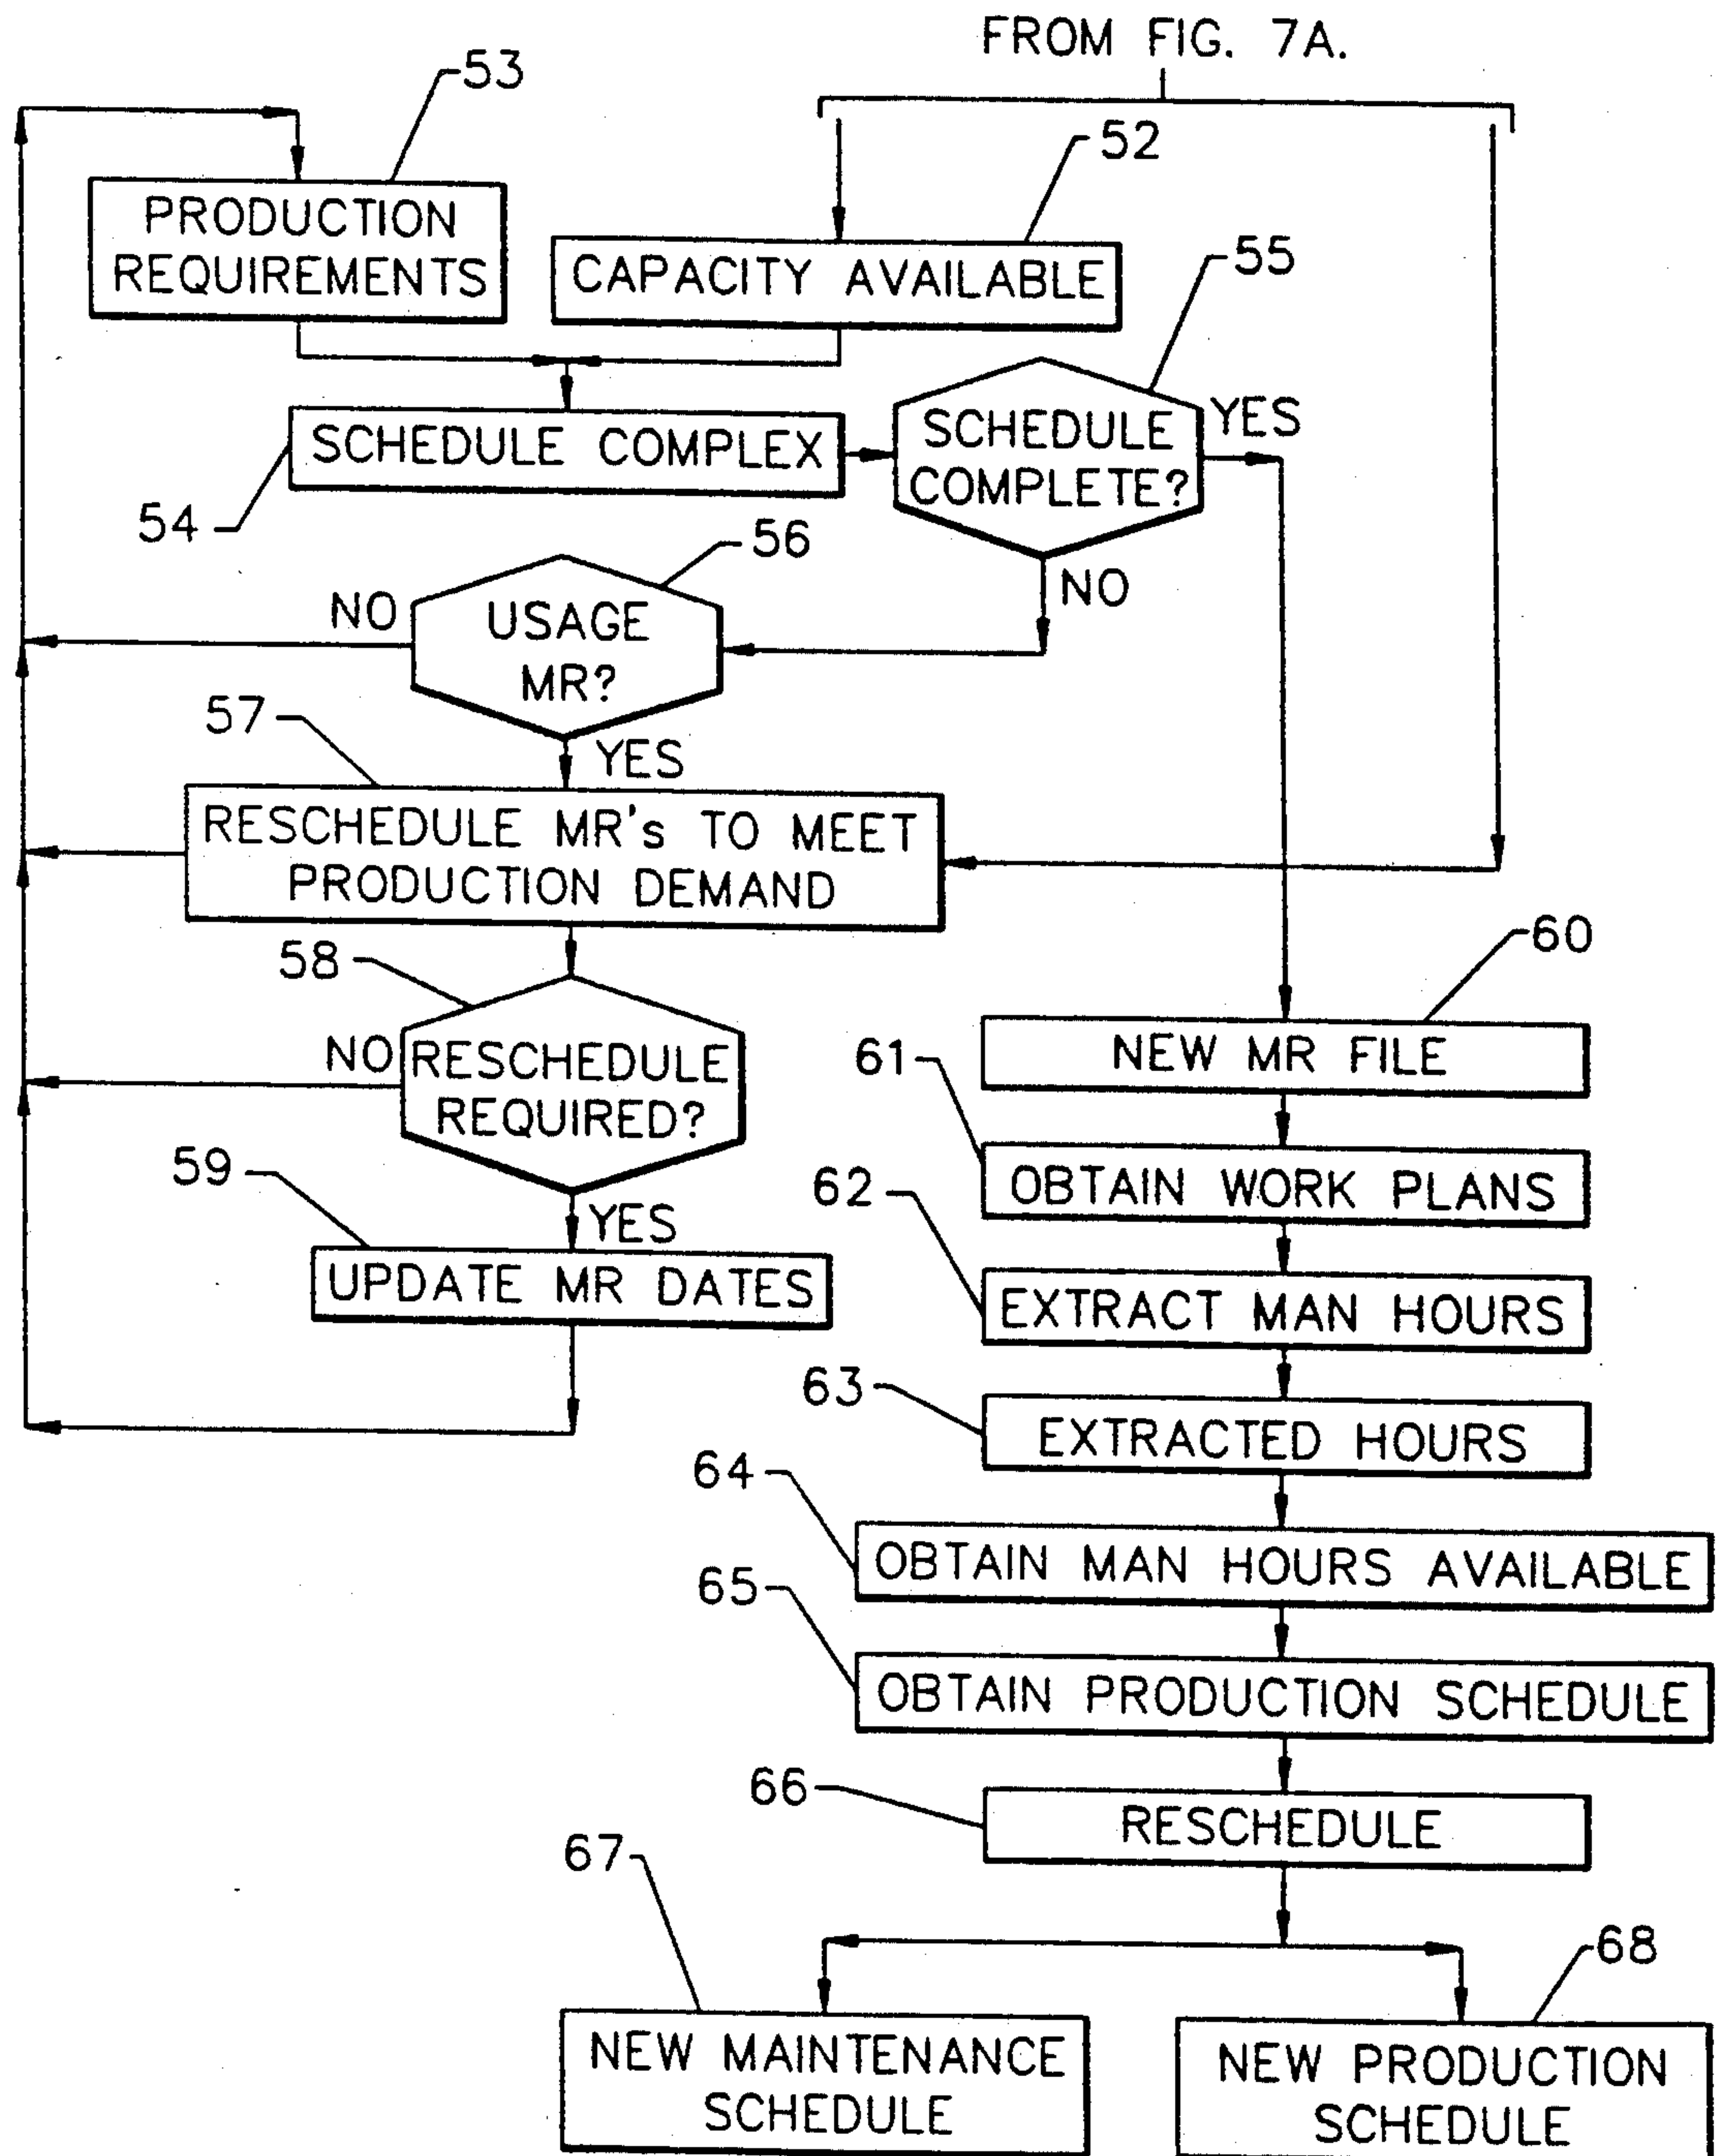 FROM FIG. 7A.
53
PRODUCTION
REQUIREMENTS
52
CAPACITY AVAILABLE
55
SCHEDULE COMPLEX
54
SCHEDULE
COMPLETE?
YES
NO
56
USAGE
MR?
NO
YES
57
RESCHEDULE MR's TO MEET
PRODUCTION DEMAND
58
RESCHEDULE
REQUIRED?
NO
YES
59
UPDATE MR DATES
60
NEW MR FILE
61
OBTAIN WORK PLANS
62
EXTRACT MAN HOURS
63
EXTRACTED HOURS
64
OBTAIN MAN HOURS AVAILABLE
65
OBTAIN PRODUCTION SCHEDULE
66
RESCHEDULE
67
NEW MAINTENANCE
SCHEDULE
68
NEW PRODUCTION
SCHEDULE